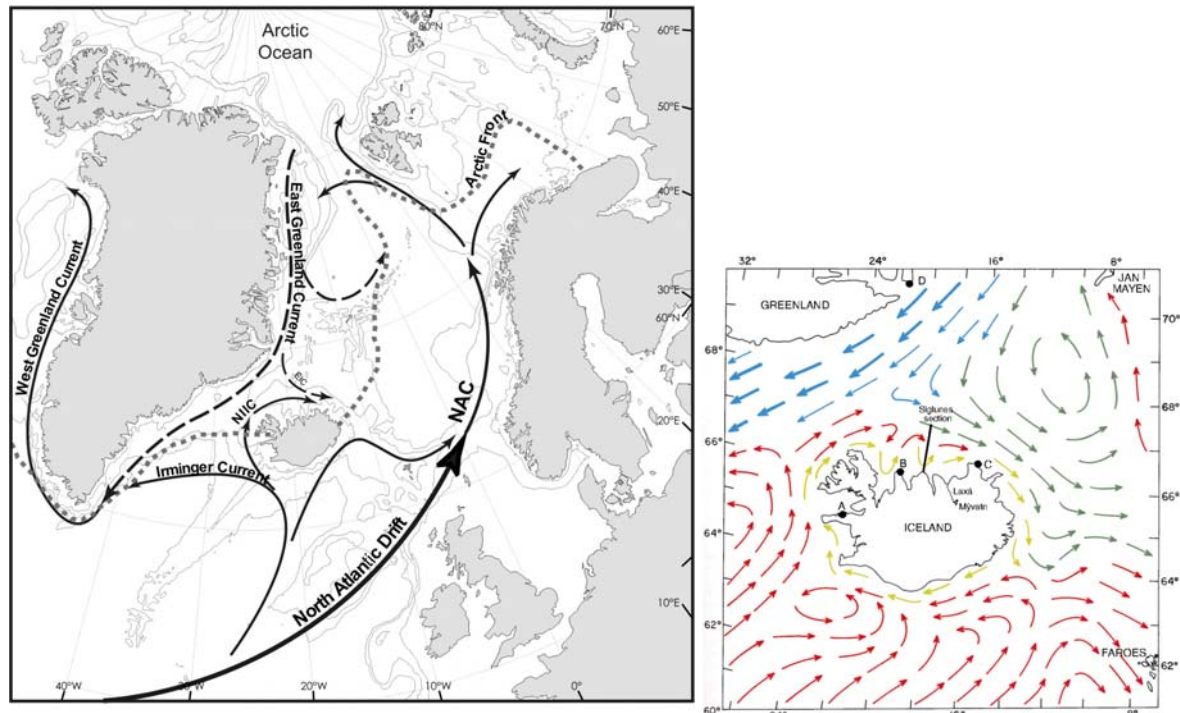 Arctic
Ocean
80°N
70°N
60°E
50°E
40°E
30°E
60°N
20°E
10°E
0°
10°W
20°W
30°W
40°W
Arctic Front
East Greenland Current
West Greenland Current
EIC
NIIC
NAC
Irminger Current
North Atlantic Drift
32°
24°
16°
8°
JAN
MAYEN
D
GREENLAND
70°
68°
68°
Siglunes
section
66°
66°
B
C
Laxá
Mývatn
A
ICELAND
64°
64°
62°
FAROES
62°
60°